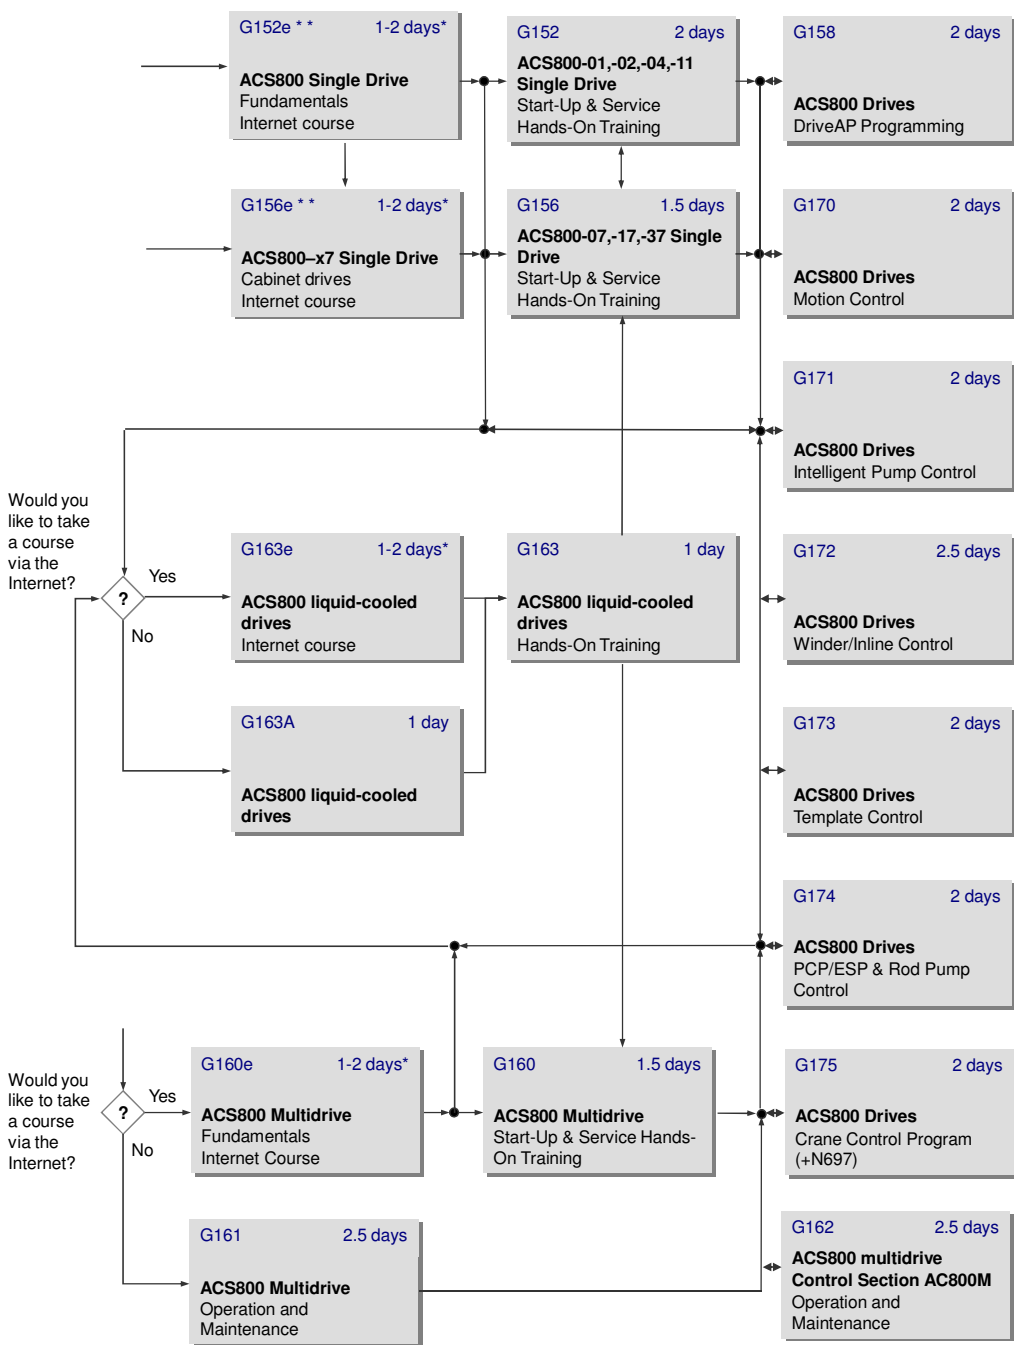 G152e * *    1-2 days*
ACS800 Single Drive
Fundamentals
Internet course
G152    2 days
ACS800-01,-02,-04,-11
Single Drive
Start-Up & Service
Hands-On Training
G158    2 days
ACS800 Drives
DriveAP Programming
G156e * *    1-2 days*
ACS800–x7 Single Drive
Cabinet drives
Internet course
G156    1.5 days
ACS800-07,-17,-37 Single
Drive
Start-Up & Service
Hands-On Training
G170    2 days
ACS800 Drives
Motion Control
G171    2 days
ACS800 Drives
Intelligent Pump Control
Would you
like to take
a course
via the
Internet?
?
Yes
No
G163e    1-2 days*
ACS800 liquid-cooled
drives
Internet course
G163    1 day
ACS800 liquid-cooled
drives
Hands-On Training
G172    2.5 days
ACS800 Drives
Winder/Inline Control
G163A    1 day
ACS800 liquid-cooled
drives
G173    2 days
ACS800 Drives
Template Control
G174    2 days
ACS800 Drives
PCP/ESP & Rod Pump
Control
Would you
like to take
a course
via the
Internet?
?
Yes
No
G160e    1-2 days*
ACS800 Multidrive
Fundamentals
Internet Course
G160    1.5 days
ACS800 Multidrive
Start-Up & Service Hands-
On Training
G175    2 days
ACS800 Drives
Crane Control Program
(+N697)
G161    2.5 days
ACS800 Multidrive
Operation and
Maintenance
G162    2.5 days
ACS800 multidrive
Control Section AC800M
Operation and
Maintenance